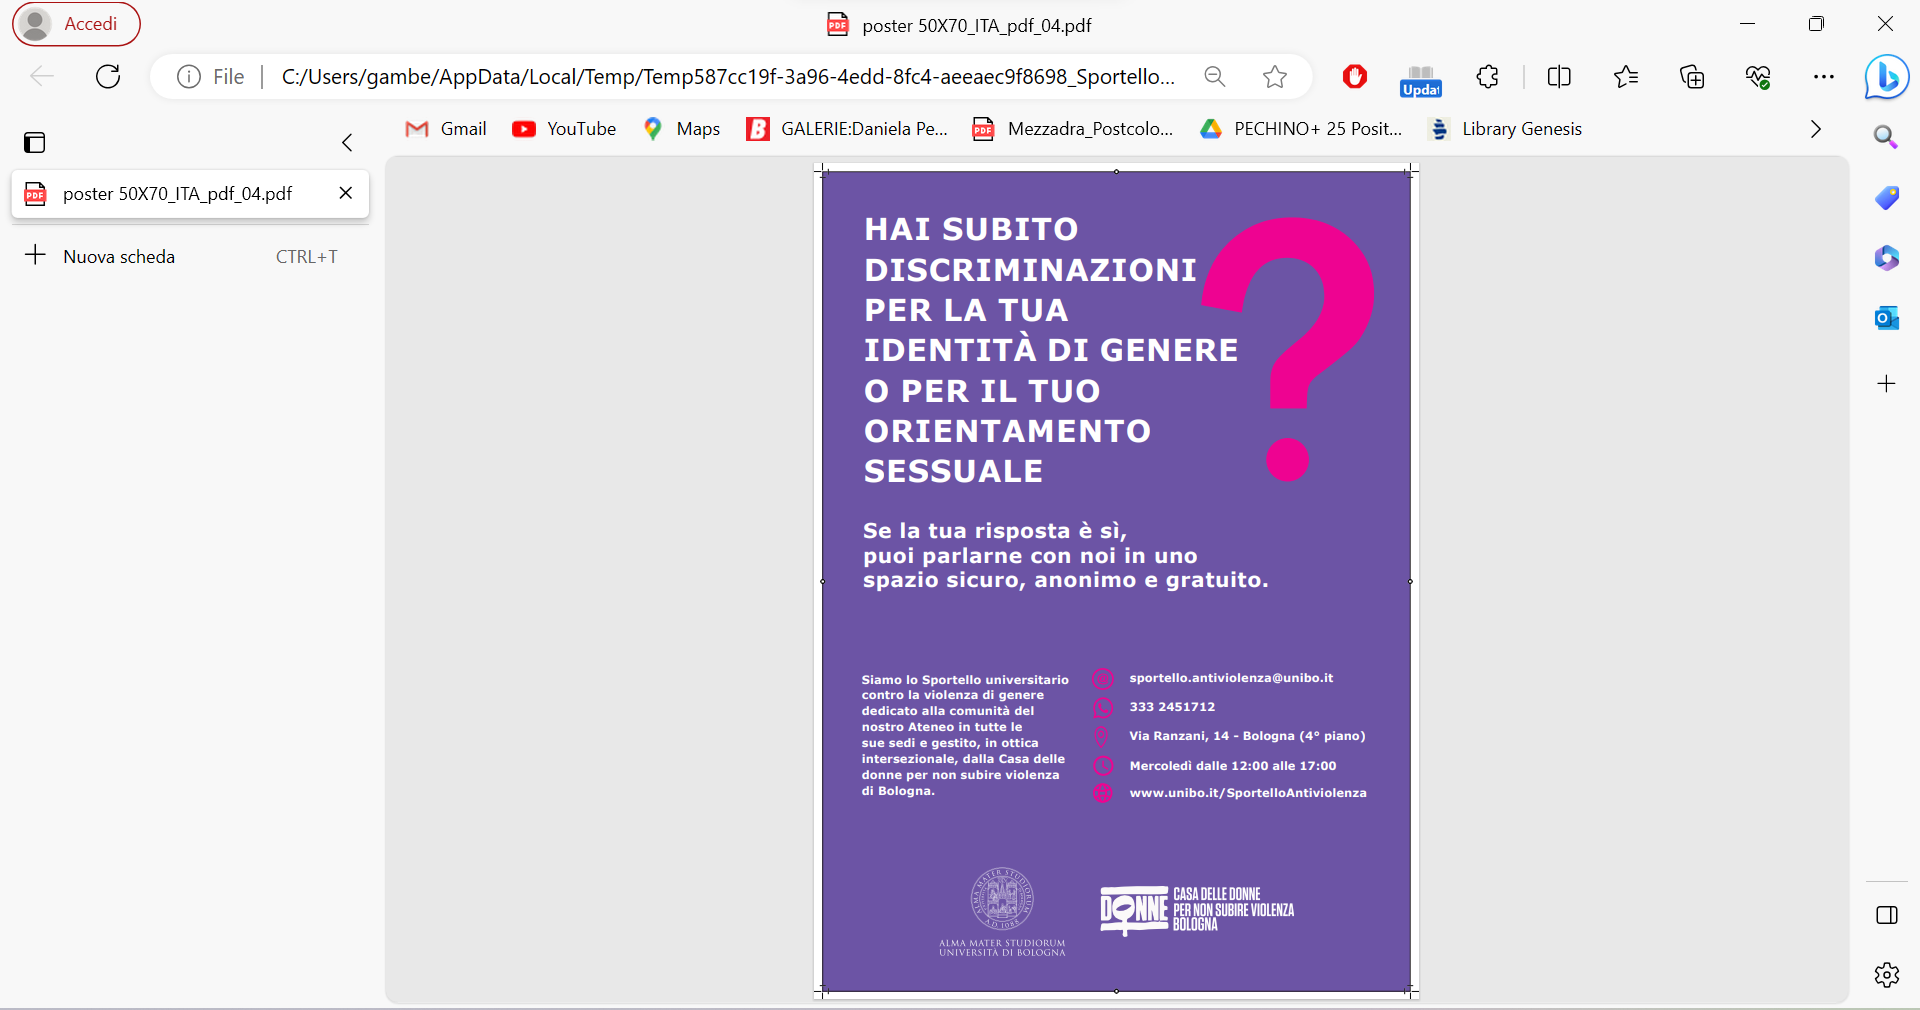 Accedi
poster 50X70_ITA_pdf_04.pdf
File
C:/Users/gambe/AppData/Local/Temp/Temp587cc19f-3a96-4edd-8fc4-aeeaec9f8698_Sportello...
Updat
Gmail
YouTube
Maps
GALERIE:Daniela Pe...
Mezzadra_Postcolo...
PECHINO+ 25 Posit...
Library Genesis
poster 50X70_ITA_pdf_04.pdf
Nuova scheda CTRL+T
HAI SUBITO
DISCRIMINAZIONI
PER LA TUA
IDENTITÀ DI GENERE
O PER IL TUO
ORIENTAMENTO
SESSUALE
?
Se la tua risposta è sì,
puoi parlarne con noi in uno
spazio sicuro, anonimo e gratuito.
Siamo lo Sportello universitario
contro la violenza di genere
dedicato alla comunità del
nostro Ateneo in tutte le
sue sedi e gestito, in ottica
intersezionale, dalla Casa delle
donne per non subire violenza
di Bologna.
sportello.antiviolenza@unibo.it
333 2451712
Via Ranzani, 14 - Bologna (4° piano)
Mercoledì dalle 12:00 alle 17:00
www.unibo.it/SportelloAntiviolenza
ALMA MATER STUDIORUM
A.D. 1088
ALMA MATER STUDIORUM
UNIVERSITÀ DI BOLOGNA
DONNE
CASA DELLE DONNE
PER NON SUBIRE VIOLENZA
BOLOGNA